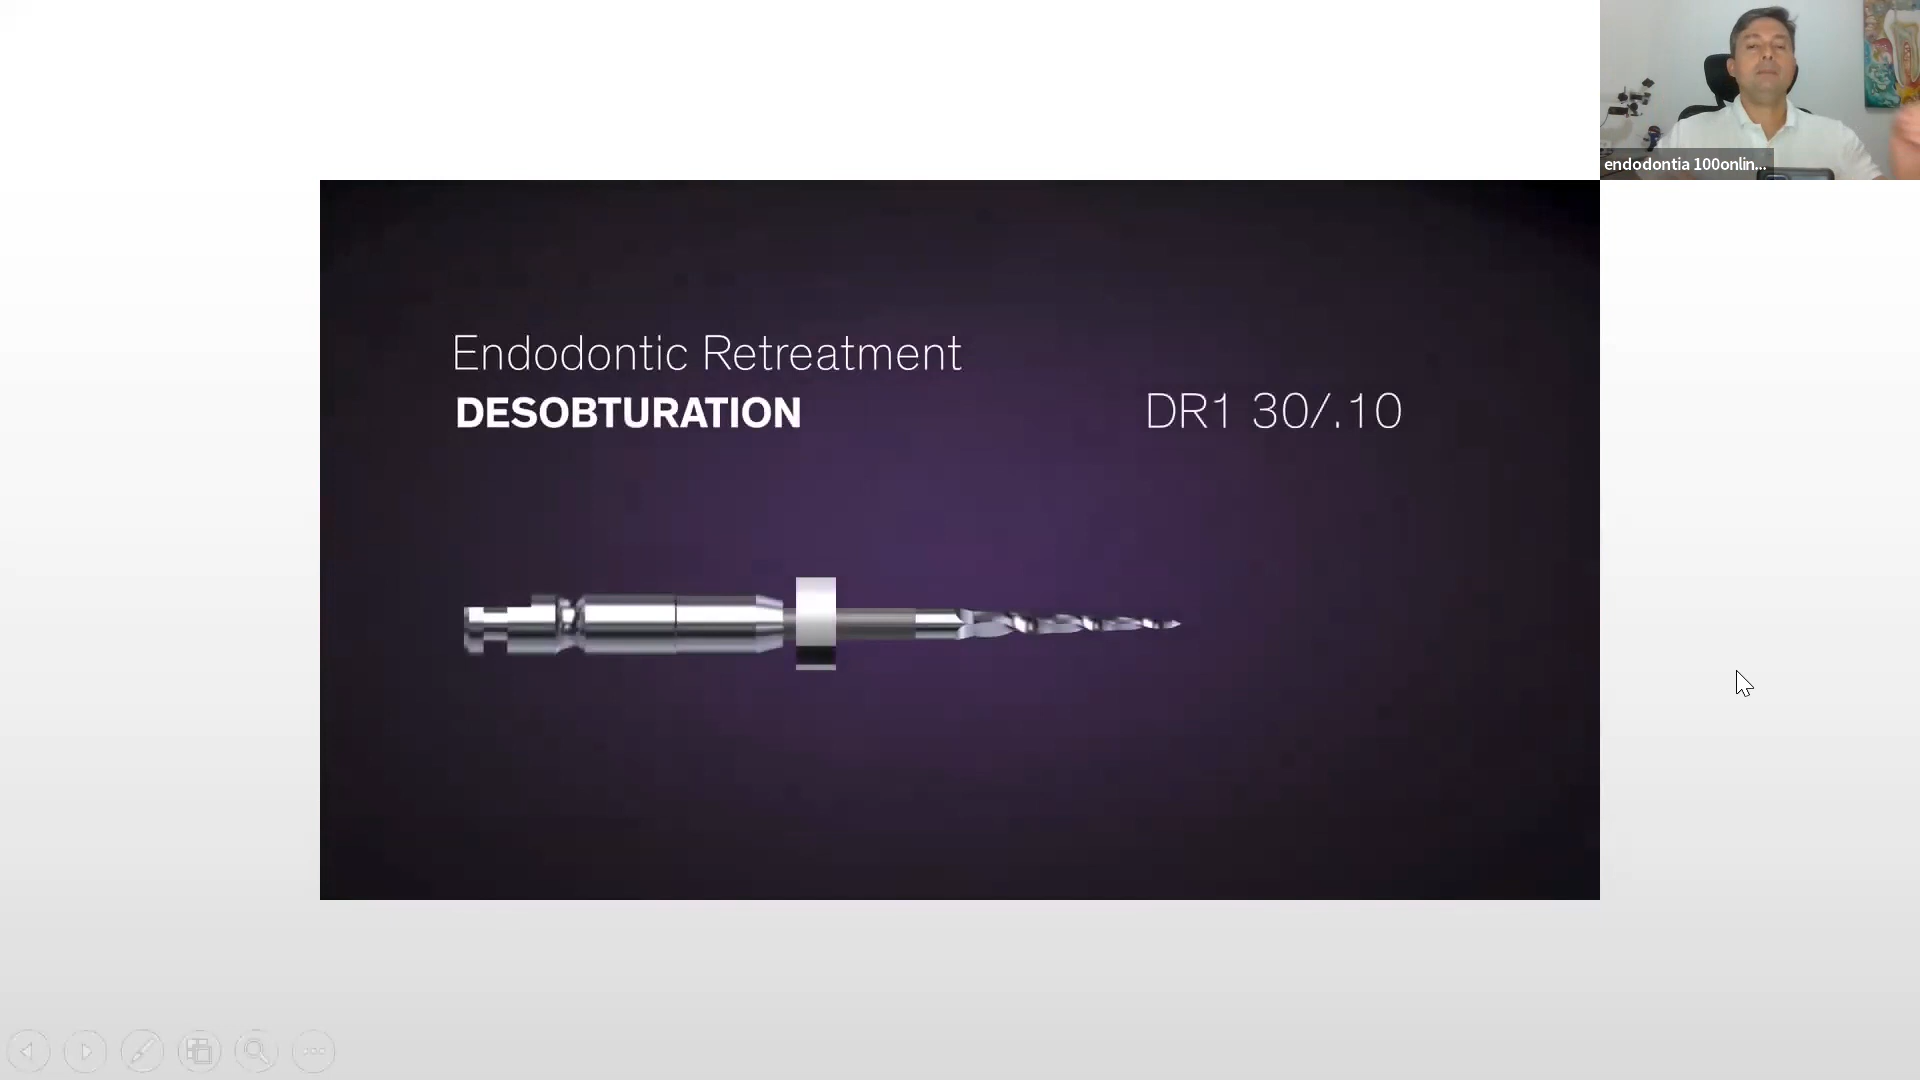 endodontia 100onlin...
Endodontic Retreatment
DESOBTURATION
DR1 30/.10